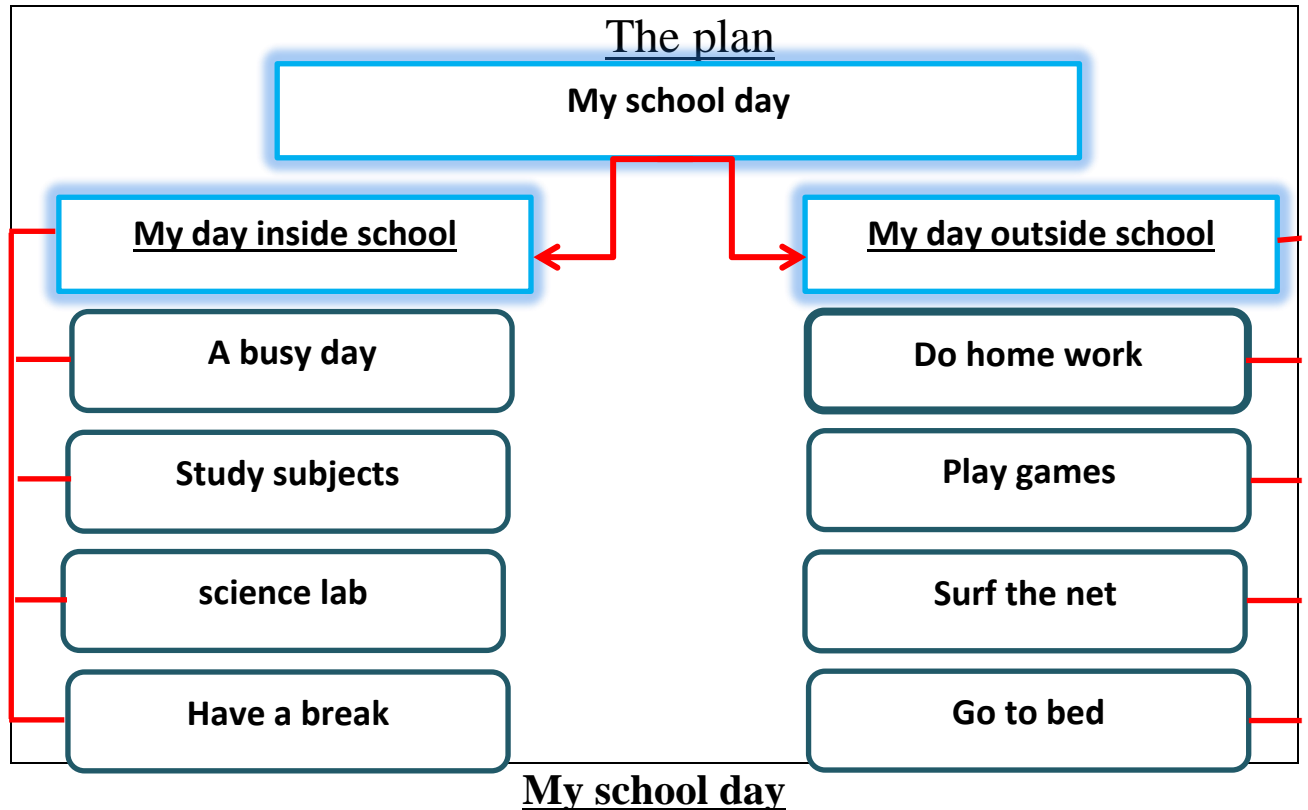 The plan
My school day
My day inside school
My day outside school
A busy day
Do home work
Study subjects
Play games
science lab
Surf the net
Have a break
Go to bed
My school day